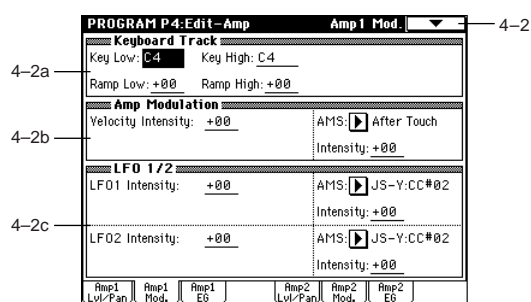 PROGRAM P4:Edit-Amp Amp1 Mod.
4–2
Keyboard Track
Key Low: C4 Key High: C4
4–2a
Ramp Low: +00 Ramp High: +00
Amp Modulation
Velocity Intensity: +00 AMS: After Touch
4–2b
Intensity: +00
LFO 1/2
LFO1 Intensity: +00 AMS: JS-Y:CC#02
Intensity: +00
4–2c
LFO2 Intensity: +00 AMS: JS-Y:CC#02
Intensity: +00
Amp1 Lvl/Pan Amp1 Mod. Amp1 EG Amp2 Lvl/Pan Amp2 Mod. Amp2 EG